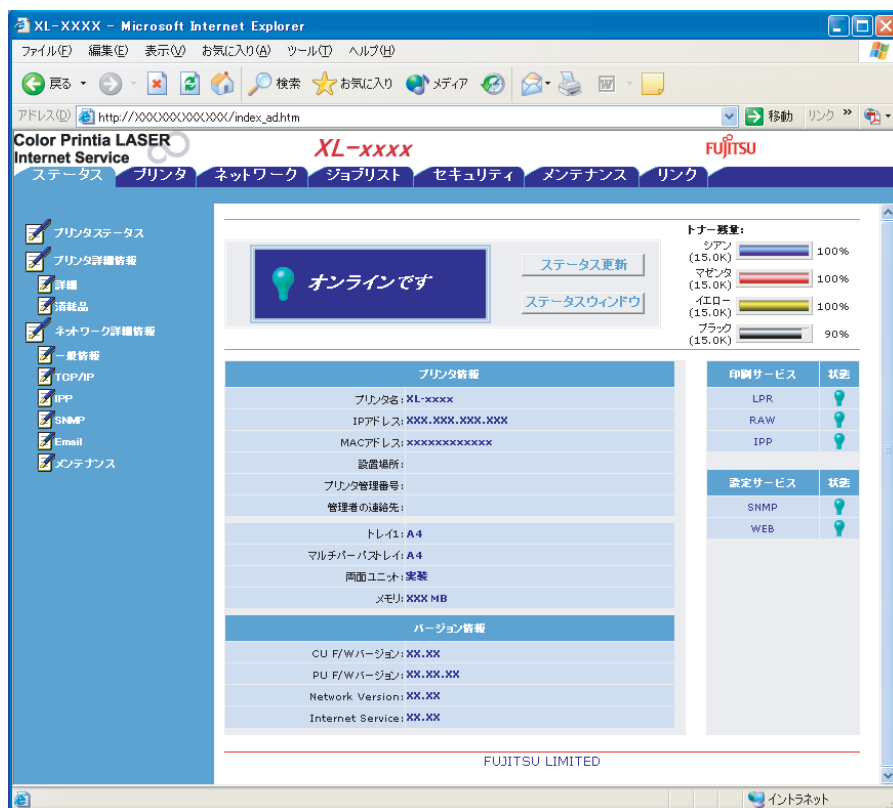 XL-XXXX - Microsoft Internet Explorer
ファイル(F) 編集(E) 表示(V) お気に入り(A) ツール(T) ヘルプ(H)
戻る 検索 お気に入り メディア
アドレス(D) http://XXX.XXX.XXX.XXX/index_ad.htm 移動 リンク »
Color Printia LASER
Internet Service
XL-xxxx
FUJITSU
ステータス プリンタ ネットワーク ジョブリスト セキュリティ メンテナンス リンク
プリンタステータス
プリンタ詳細情報
詳細
消耗品
ネットワーク詳細情報
一般情報
TCP/IP
IPP
SNMP
Email
メンテナンス
オンラインです
ステータス更新
ステータスウィンドウ
トナー残量:
シアン
(15.0K) 100%
マゼンタ
(15.0K) 100%
イエロー
(15.0K) 100%
ブラック
(15.0K) 90%
プリンタ情報
プリンタ名: XL-xxxx
IPアドレス: XXX.XXX.XXX.XXX
MACアドレス: xxxxxxxxxxxx
設置場所:
プリンタ管理番号:
管理者の連絡先:
トレイ1: A4
マルチパーパストレイ: A4
両面ユニット: 実装
メモリ: XXX MB
バージョン情報
CU F/Wバージョン: XX.XX
PU F/Wバージョン: XX.XX.XX
Network Version: XX.XX
Internet Service: XX.XX
印刷サービス 状態
LPR
RAW
IPP
設定サービス 状態
SNMP
WEB
FUJITSU LIMITED
イントラネット